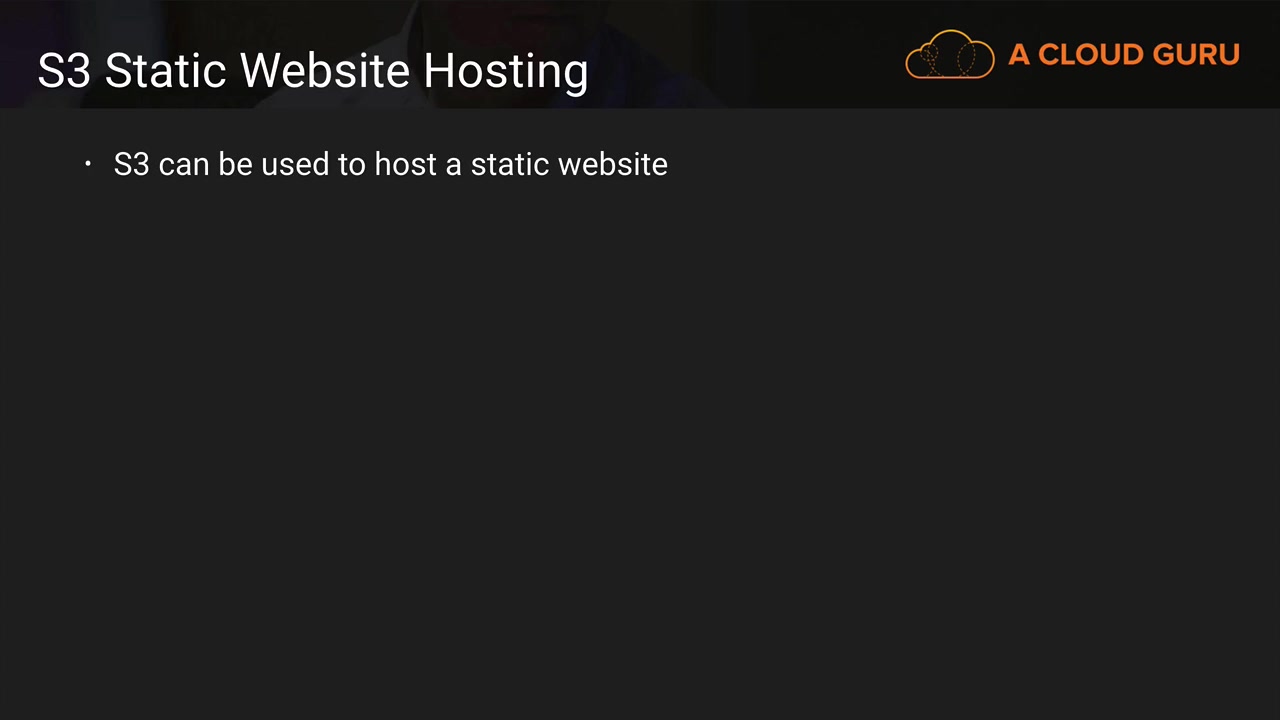 S3 Static Website Hosting
A CLOUD GURU
• S3 can be used to host a static website